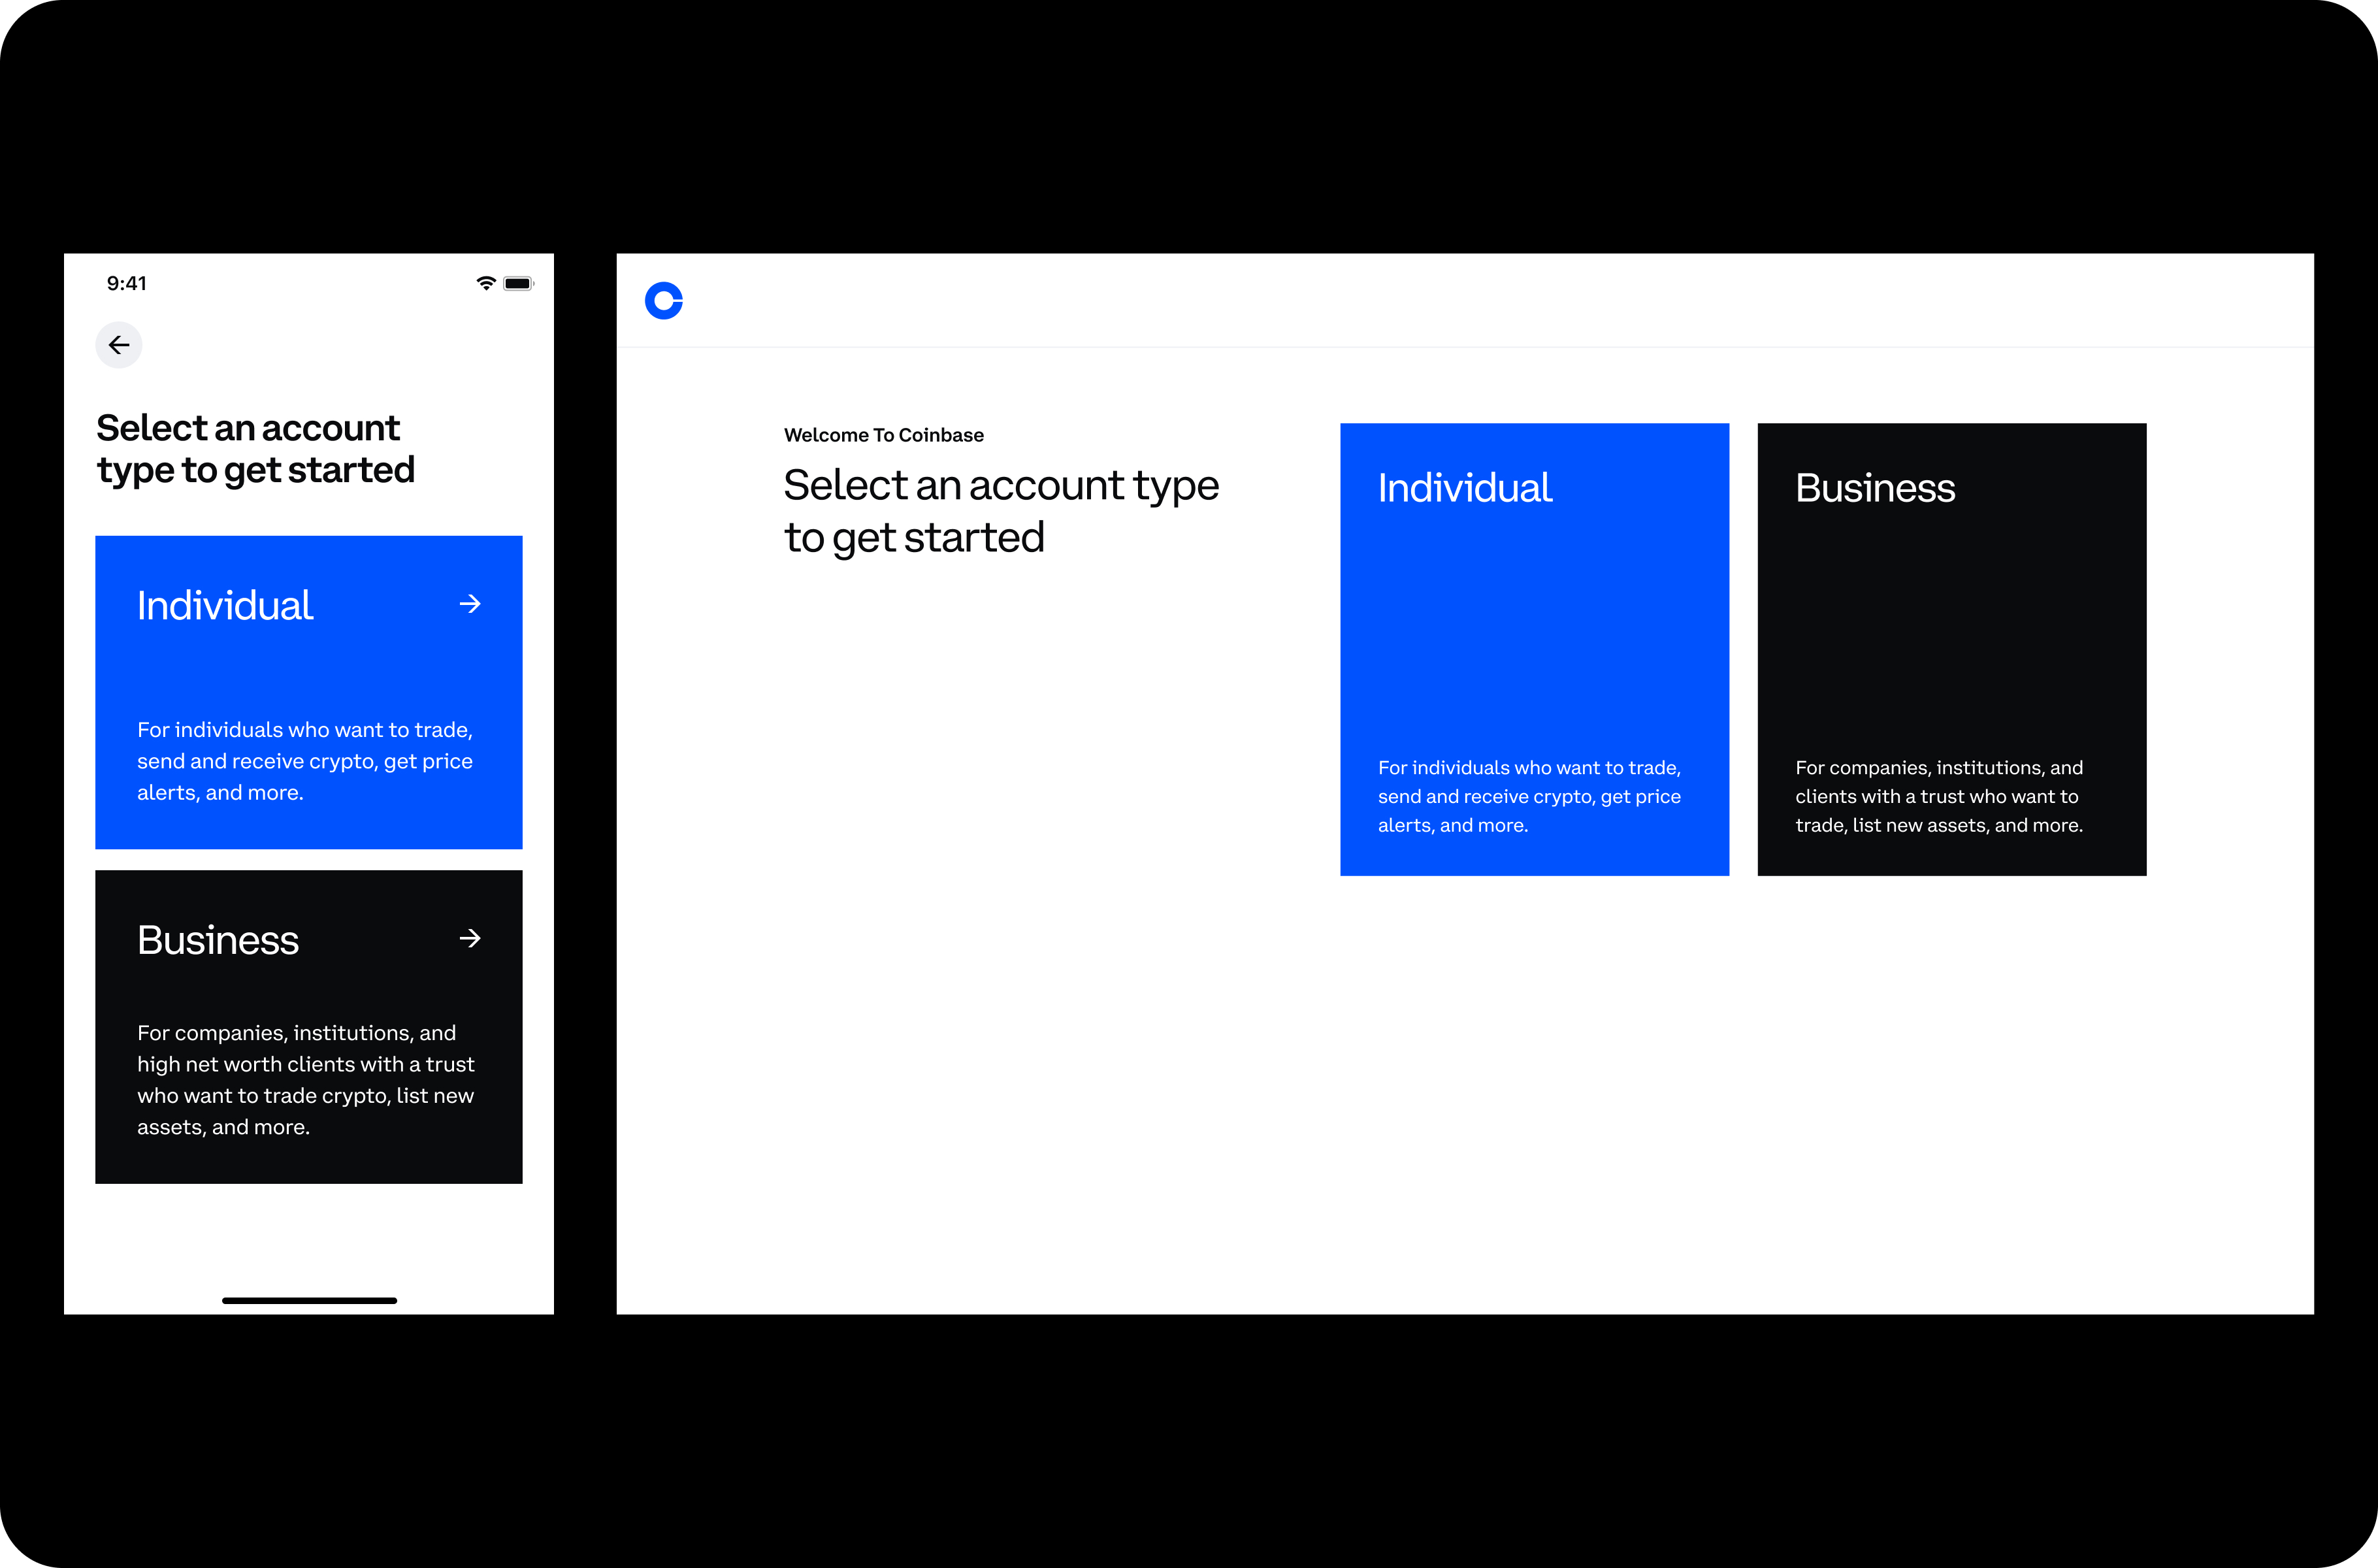 9:41
Select an account
type to get started
Individual
For individuals who want to trade,
send and receive crypto, get price
alerts, and more.
Business
For companies, institutions, and
high net worth clients with a trust
who want to trade crypto, list new
assets, and more.
Welcome To Coinbase
Select an account type
to get started
Individual
For individuals who want to trade,
send and receive crypto, get price
alerts, and more.
Business
For companies, institutions, and
clients with a trust who want to
trade, list new assets, and more.